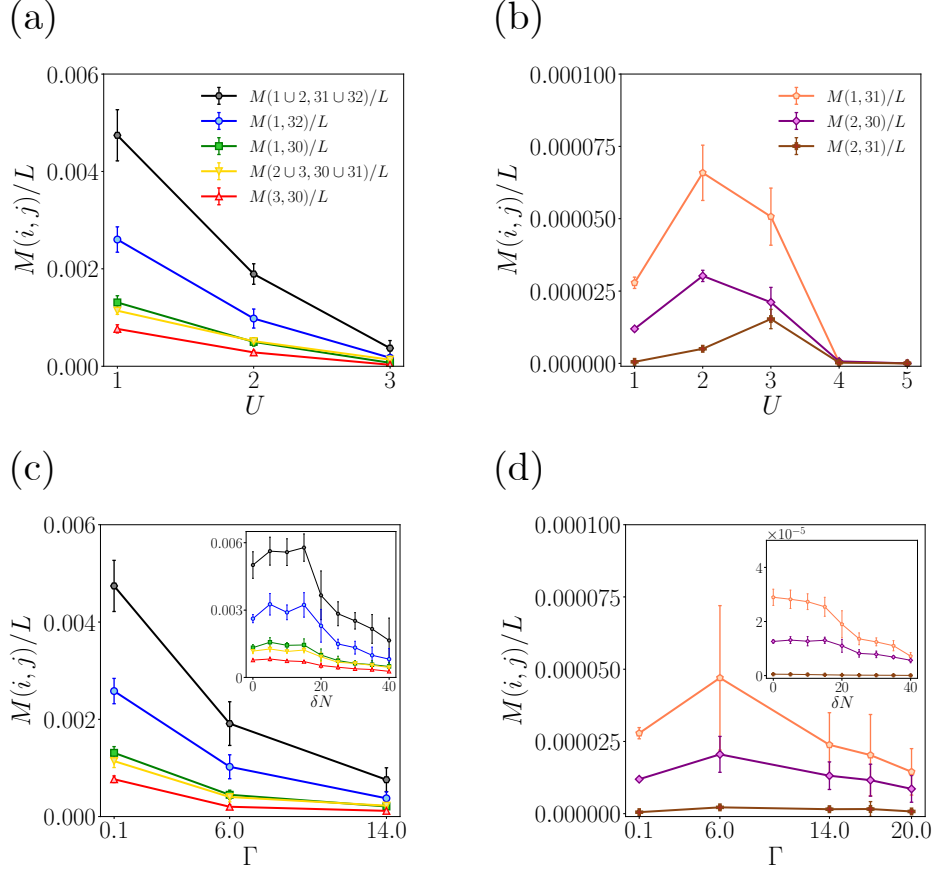 (a)
M(i, j)/L
0.006
0.004
0.002
0.000
1 2 3
U
M(1 ∪ 2, 31 ∪ 32)/L
M(1, 32)/L
M(1, 30)/L
M(2 ∪ 3, 30 ∪ 31)/L
M(3, 30)/L
(b)
M(i, j)/L
0.000100
0.000075
0.000050
0.000025
0.000000
1 2 3 4 5
U
M(1, 31)/L
M(2, 30)/L
M(2, 31)/L
(c)
M(i, j)/L
0.006
0.004
0.002
0.000
0.1 6.0 14.0
Γ
0.006
0.003
0.000
0 20 40
δN
(d)
M(i, j)/L
0.000100
0.000075
0.000050
0.000025
0.000000
0.1 6.0 14.0 20.0
Γ
×10⁻⁵
4
2
0
0 20 40
δN